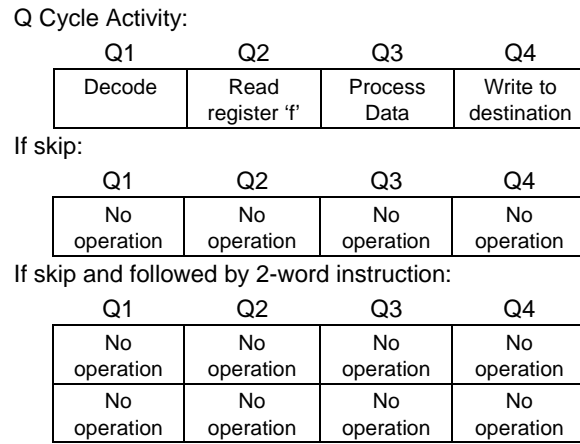 Q Cycle Activity:
Q1 Q2 Q3 Q4
Decode Read Process Write to
register ‘f’ Data destination
If skip:
Q1 Q2 Q3 Q4
No No No No
operation operation operation operation
If skip and followed by 2-word instruction:
Q1 Q2 Q3 Q4
No No No No
operation operation operation operation
No No No No
operation operation operation operation